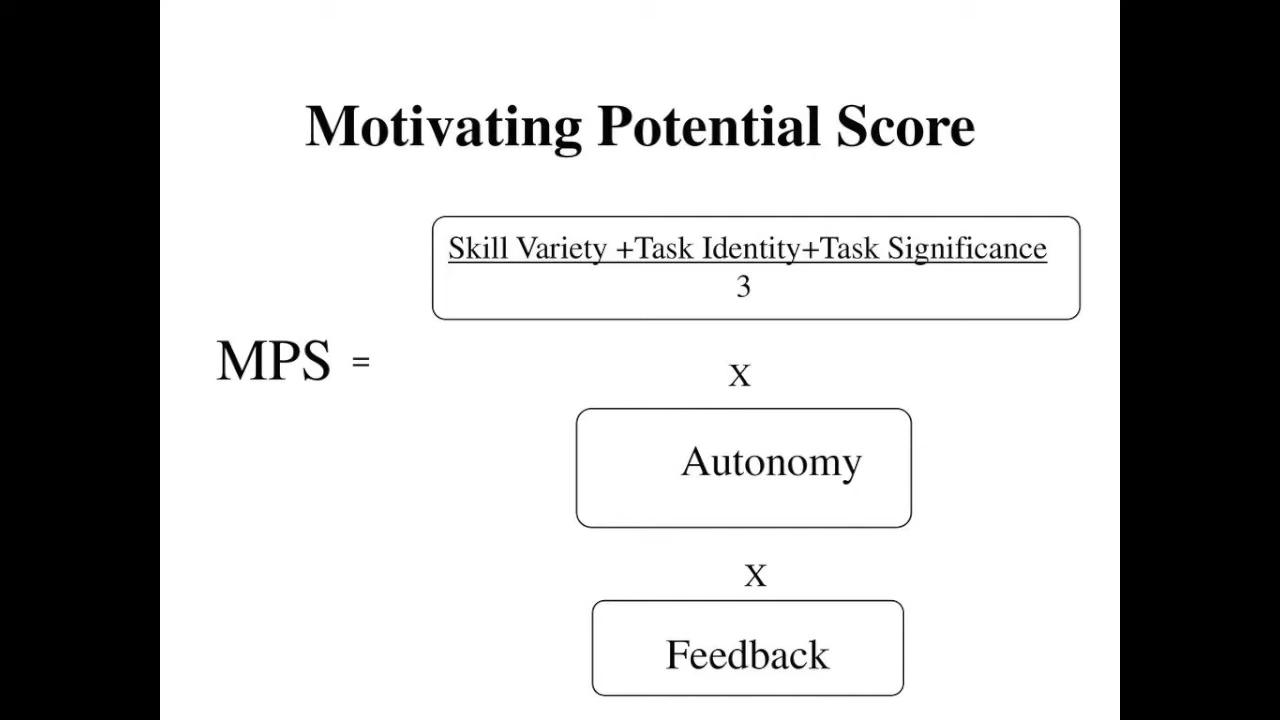 Motivating Potential Score
Skill Variety +Task Identity+Task Significance
3
MPS =
X
Autonomy
X
Feedback